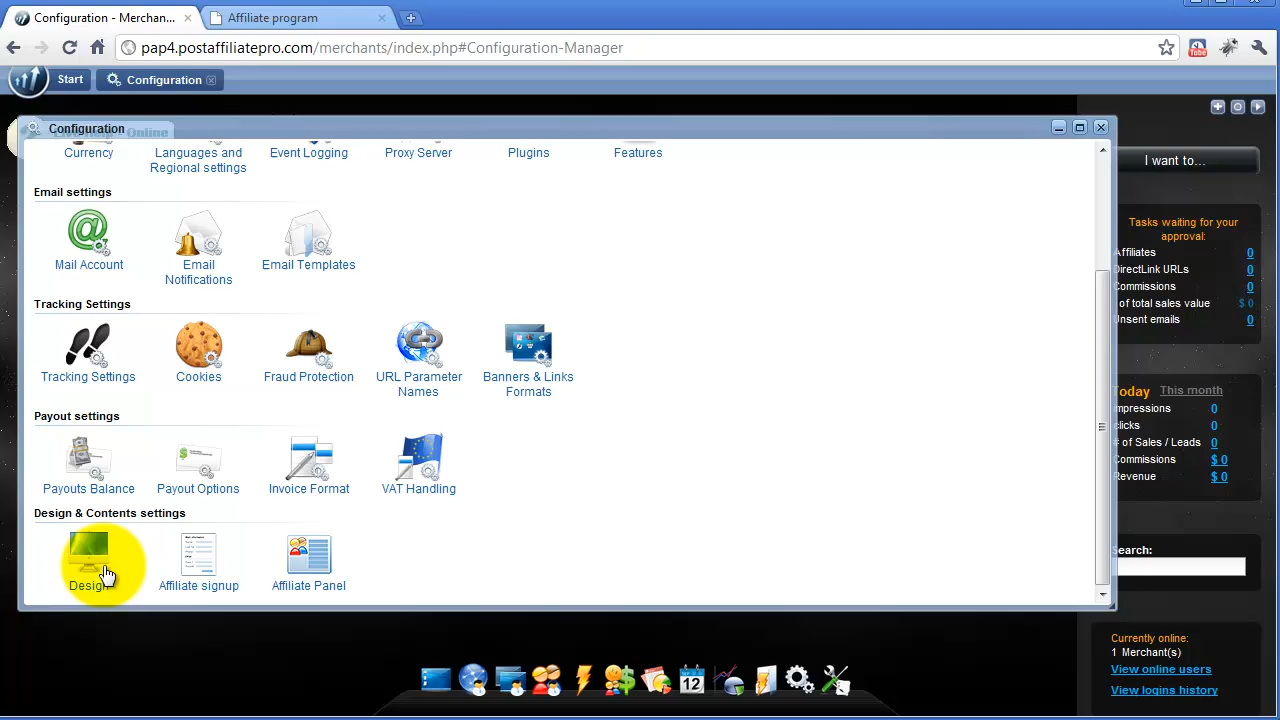 Configuration - Merchan...
Affiliate program
pap4.postaffiliatepro.com/merchants/index.php#Configuration-Manager
You
Tube
Start
Configuration
Configuration
Online
Currency
Languages and
Regional settings
Event Logging
Proxy Server
Plugins
Features
I want to...
Email settings
Mail Account
Email
Notifications
Email Templates
Tasks waiting for your
approval:
Affiliates 0
DirectLink URLs 0
Commissions 0
of total sales value $ 0
Unsent emails 0
Tracking Settings
Tracking Settings
Cookies
Fraud Protection
URL Parameter
Names
Banners & Links
Formats
Today This month
impressions 0
clicks 0
# of Sales / Leads 0
Commissions $ 0
Revenue $ 0
Payout settings
Payouts Balance
Payout Options
Invoice Format
VAT Handling
Design & Contents settings
Design
Affiliate signup
Affiliate Panel
Search:
Currently online:
1 Merchant(s)
View online users
View logins history
12